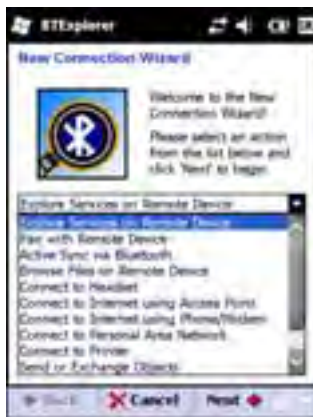 BTExplorer
New Connection Wizard
Welcome to the New
Connection Wizard!
Please select an action
from the list below and
click 'Next' to begin.
Explore Services on Remote Device
Explore Services on Remote Device
Pair with Remote Device
Active Sync via Bluetooth
Browse Files on Remote Device
Connect to Headset
Connect to Internet using Access Point
Connect to Internet using Phone/Modem
Connect to Personal Area Network
Connect to Printer
Send or Exchange Objects
Back Cancel Next